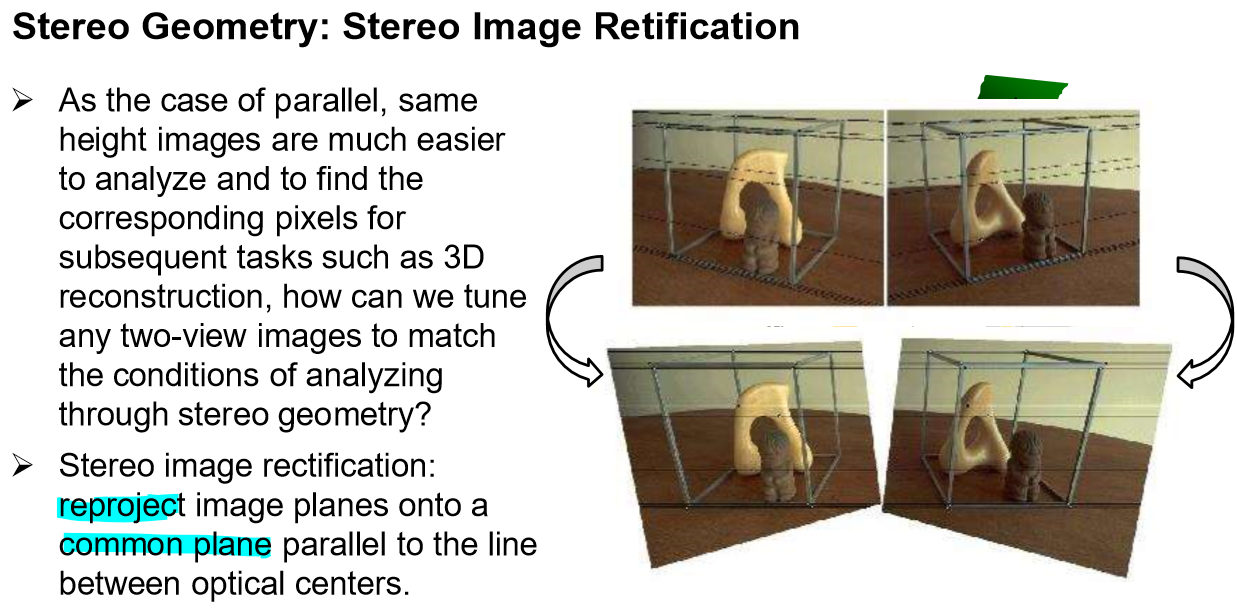 Stereo Geometry: Stereo Image Retification
➢ As the case of parallel, same
height images are much easier
to analyze and to find the
corresponding pixels for
subsequent tasks such as 3D
reconstruction, how can we tune
any two-view images to match
the conditions of analyzing
through stereo geometry?
➢ Stereo image rectification:
reproject image planes onto a
common plane parallel to the line
between optical centers.